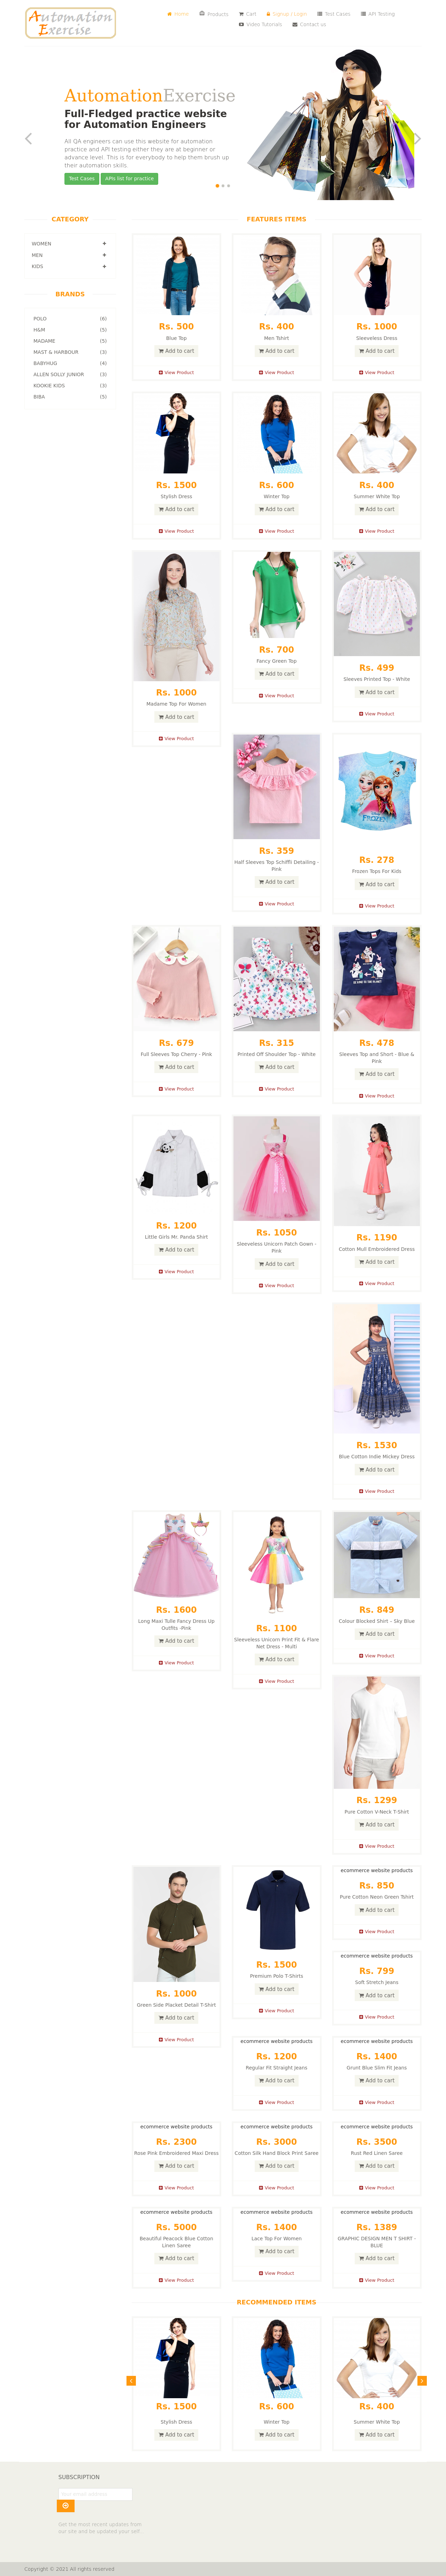 Automation
Exercise
Home Products Cart Signup / Login Test Cases API Testing
Video Tutorials Contact us
AutomationExercise
Full-Fledged practice website
for Automation Engineers
All QA engineers can use this website for automation
practice and API testing either they are at beginner or
advance level. This is for everybody to help them brush up
their automation skills.
Test Cases APIs list for practice
CATEGORY
WOMEN
MEN
KIDS
BRANDS
POLO (6)
H&M (5)
MADAME (5)
MAST & HARBOUR (3)
BABYHUG (4)
ALLEN SOLLY JUNIOR (3)
KOOKIE KIDS (3)
BIBA (5)
FEATURES ITEMS
Rs. 500
Blue Top
Add to cart
View Product
Rs. 400
Men Tshirt
Add to cart
View Product
Rs. 1000
Sleeveless Dress
Add to cart
View Product
Rs. 1500
Stylish Dress
Add to cart
View Product
Rs. 600
Winter Top
Add to cart
View Product
Rs. 400
Summer White Top
Add to cart
View Product
Rs. 1000
Madame Top For Women
Add to cart
View Product
Rs. 700
Fancy Green Top
Add to cart
View Product
Rs. 499
Sleeves Printed Top - White
Add to cart
View Product
Rs. 359
Half Sleeves Top Schiffli Detailing -
Pink
Add to cart
View Product
FROZEN
Rs. 278
Frozen Tops For Kids
Add to cart
View Product
Rs. 679
Full Sleeves Top Cherry - Pink
Add to cart
View Product
Rs. 315
Printed Off Shoulder Top - White
Add to cart
View Product
Rs. 478
Sleeves Top and Short - Blue &
Pink
Add to cart
View Product
Rs. 1200
Little Girls Mr. Panda Shirt
Add to cart
View Product
Rs. 1050
Sleeveless Unicorn Patch Gown -
Pink
Add to cart
View Product
Rs. 1190
Cotton Mull Embroidered Dress
Add to cart
View Product
Rs. 1530
Blue Cotton Indie Mickey Dress
Add to cart
View Product
Rs. 1600
Long Maxi Tulle Fancy Dress Up
Outfits -Pink
Add to cart
View Product
Rs. 1100
Sleeveless Unicorn Print Fit & Flare
Net Dress - Multi
Add to cart
View Product
Rs. 849
Colour Blocked Shirt – Sky Blue
Add to cart
View Product
Rs. 1299
Pure Cotton V-Neck T-Shirt
Add to cart
View Product
Rs. 1000
Green Side Placket Detail T-Shirt
Add to cart
View Product
Rs. 1500
Premium Polo T-Shirts
Add to cart
View Product
ecommerce website products
Rs. 850
Pure Cotton Neon Green Tshirt
Add to cart
View Product
ecommerce website products
Rs. 799
Soft Stretch Jeans
Add to cart
View Product
ecommerce website products
Rs. 1200
Regular Fit Straight Jeans
Add to cart
View Product
ecommerce website products
Rs. 1400
Grunt Blue Slim Fit Jeans
Add to cart
View Product
ecommerce website products
Rs. 2300
Rose Pink Embroidered Maxi Dress
Add to cart
View Product
ecommerce website products
Rs. 3000
Cotton Silk Hand Block Print Saree
Add to cart
View Product
ecommerce website products
Rs. 3500
Rust Red Linen Saree
Add to cart
View Product
ecommerce website products
Rs. 5000
Beautiful Peacock Blue Cotton
Linen Saree
Add to cart
View Product
ecommerce website products
Rs. 1400
Lace Top For Women
Add to cart
View Product
ecommerce website products
Rs. 1389
GRAPHIC DESIGN MEN T SHIRT -
BLUE
Add to cart
View Product
RECOMMENDED ITEMS
Rs. 1500
Stylish Dress
Add to cart
Rs. 600
Winter Top
Add to cart
Rs. 400
Summer White Top
Add to cart
SUBSCRIPTION
Your email address
Get the most recent updates from
our site and be updated your self...
Copyright © 2021 All rights reserved